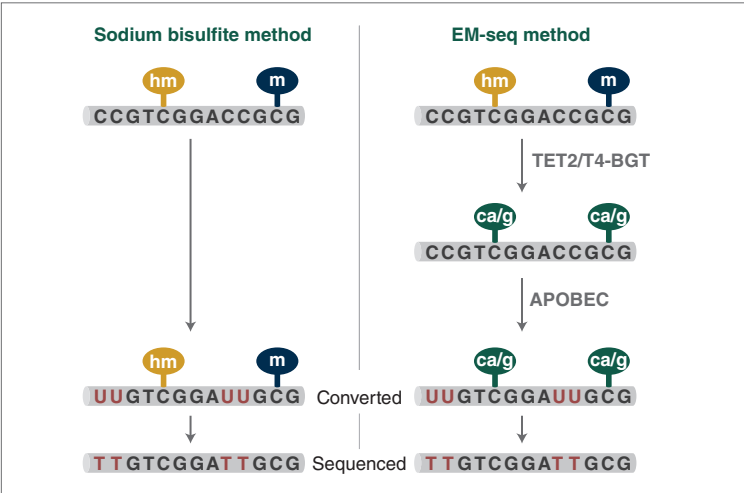 Sodium bisulfite method
EM-seq method
hm
m
hm
m
CCGTCGGACCGCG
CCGTCGGACCGCG
TET2/T4-BGT
ca/g
ca/g
CCGTCGGACCGCG
APOBEC
hm
m
ca/g
ca/g
UUGTCGGAUUGCG
Converted
UUGTCGGAUUGCG
TTGTCGGATTGCG
Sequenced
TTGTCGGATTGCG